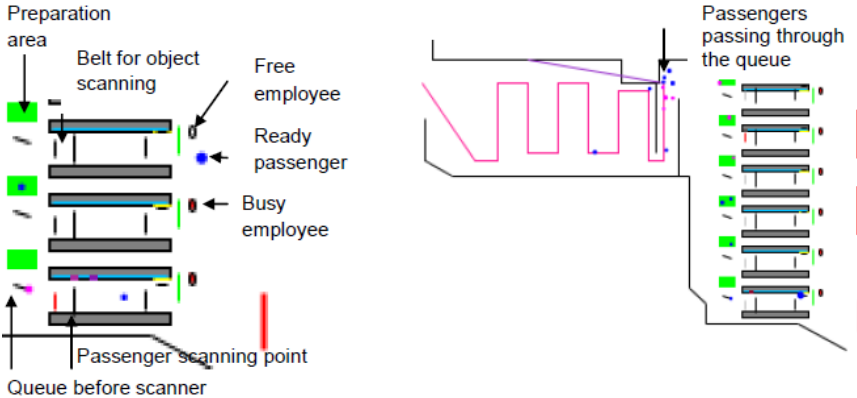 Preparation
area
Belt for object
scanning
Free
employee
Ready
passenger
Busy
employee
Passenger scanning point
Queue before scanner
Passengers
passing through
the queue